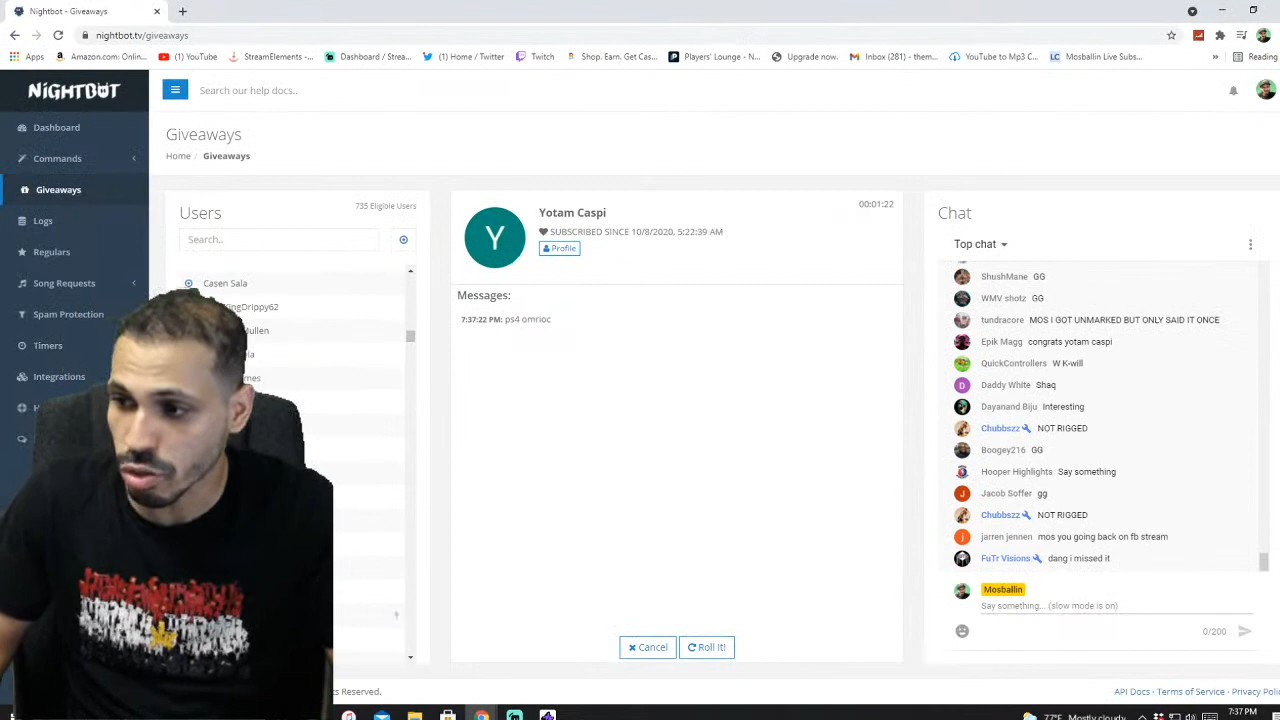 Nightbot - Giveaways
nightbot.tv/giveaways
Apps
Amazon.com: Onlin...
(1) YouTube
StreamElements -...
Dashboard / Strea...
(1) Home / Twitter
Twitch
Shop. Earn. Get Cas...
Players' Lounge - N...
Upgrade now.
Inbox (281) - them...
YouTube to Mp3 C...
LC Mosballin Live Subs...
»
Reading
NiGHTBOT
Search our help docs..
Dashboard
Commands
Giveaways
Logs
Regulars
Song Requests
Spam Protection
Timers
Integrations
Giveaways
Home / Giveaways
Users
735 Eligible Users
Search..
Casen Sala
KingDrippy62
Y
Yotam Caspi
SUBSCRIBED SINCE 10/8/2020, 5:22:39 AM
Profile
00:01:22
Messages:
7:37:22 PM: ps4 omrioc
Cancel
Roll It!
Chat
Top chat
ShushMane GG
WMV shotz GG
tundracore MOS I GOT UNMARKED BUT ONLY SAID IT ONCE
Epik Magg congrats yotam caspi
QuickControllers W K-will
D Daddy White Shaq
Dayanand Biju Interesting
Chubbszz NOT RIGGED
Boogey216 GG
Hooper Highlights Say something
J Jacob Soffer gg
Chubbszz NOT RIGGED
j jarren jennen mos you going back on fb stream
FuTr Visions dang i missed it
Mosballin
Say something... (slow mode is on)
0/200
ts Reserved.
API Docs · Terms of Service · Privacy Poli
77°F Mostly cloudy
7:37 PM